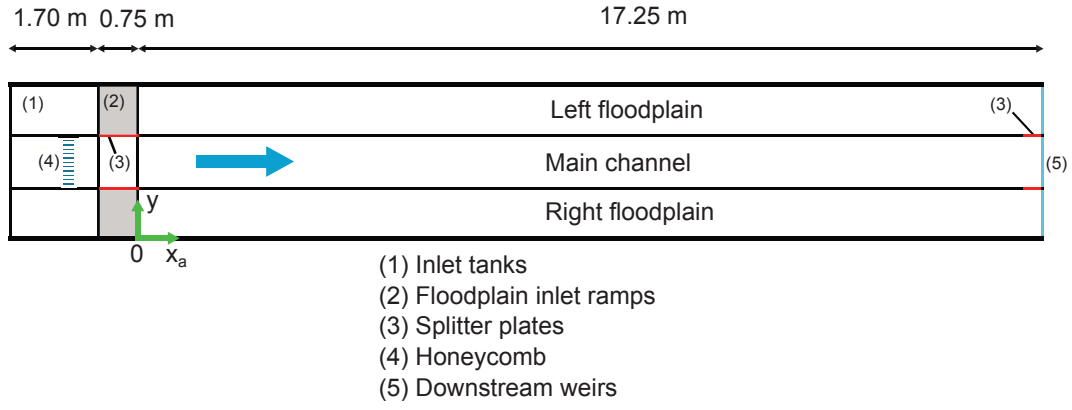 1.70 m 0.75 m 17.25 m
(1) (2) Left floodplain (3)
(4) (3) Main channel (5)
y Right floodplain
0 xₐ
(1) Inlet tanks
(2) Floodplain inlet ramps
(3) Splitter plates
(4) Honeycomb
(5) Downstream weirs